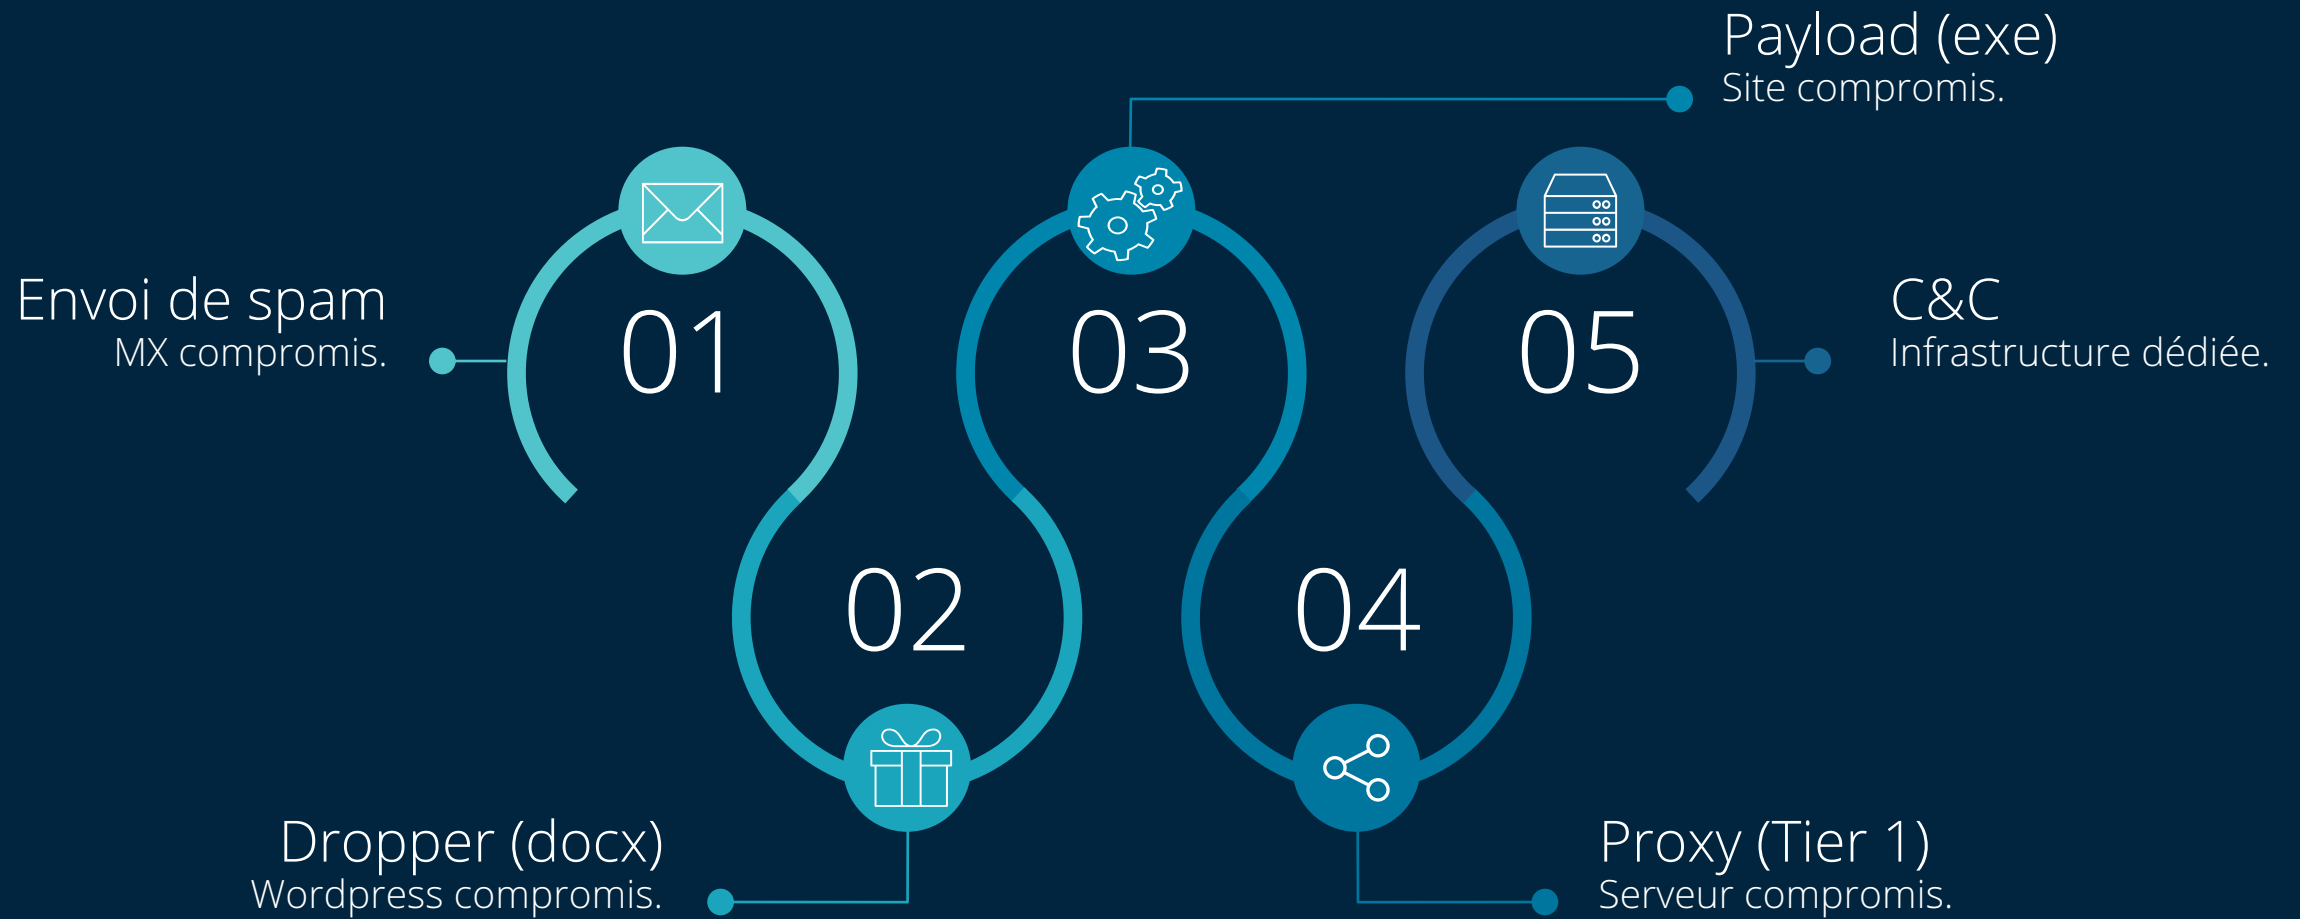 Envoi de spam
MX compromis.
01
Dropper (docx)
Wordpress compromis.
02
Payload (exe)
Site compromis.
03
Proxy (Tier 1)
Serveur compromis.
04
C&C
Infrastructure dédiée.
05